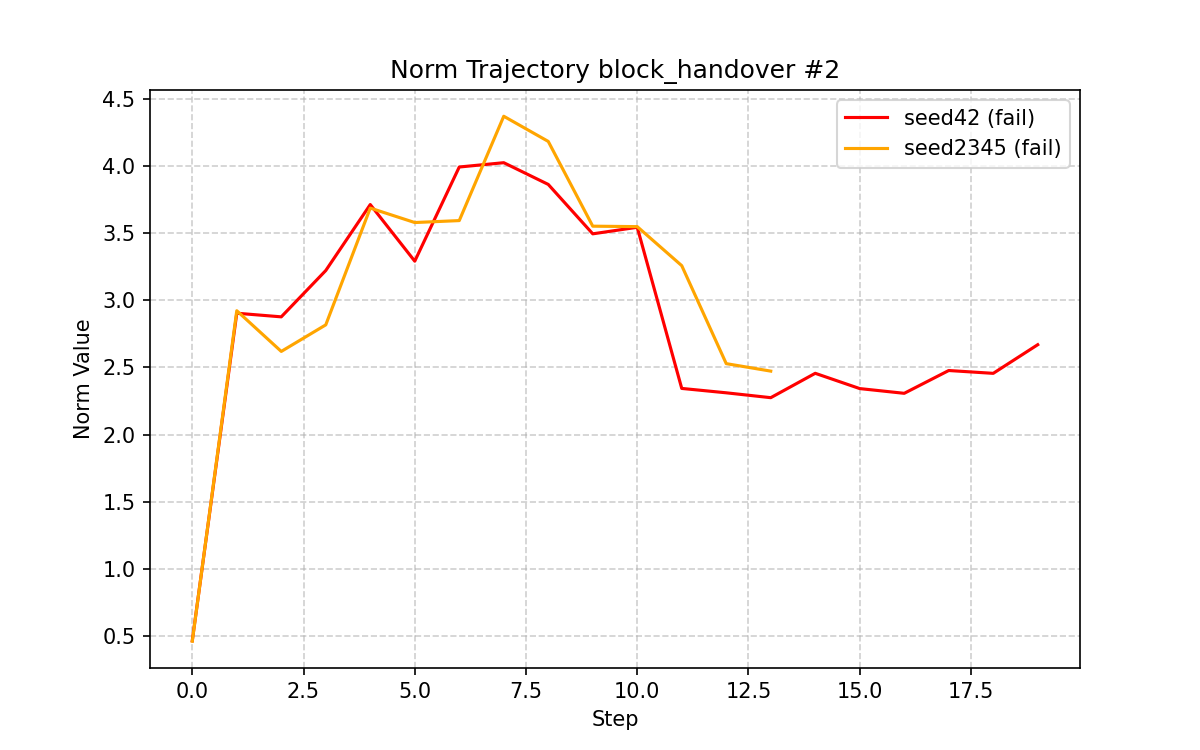 Norm Trajectory block_handover #2
seed42 (fail)
seed2345 (fail)
Norm Value
4.5
4.0
3.5
3.0
2.5
2.0
1.5
1.0
0.5
0.0 2.5 5.0 7.5 10.0 12.5 15.0 17.5
Step